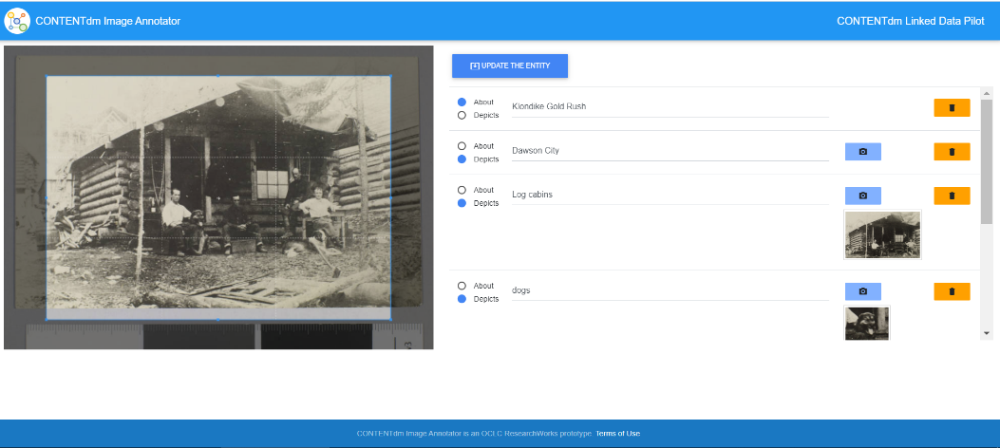 CONTENTdm Image Annotator
CONTENTdm Linked Data Pilot
UPDATE THE ENTITY
About
Depicts
Klondike Gold Rush
About
Depicts
Dawson City
About
Depicts
Log cabins
About
Depicts
dogs
CONTENTdm Image Annotator is an OCLC ResearchWorks prototype. Terms of Use